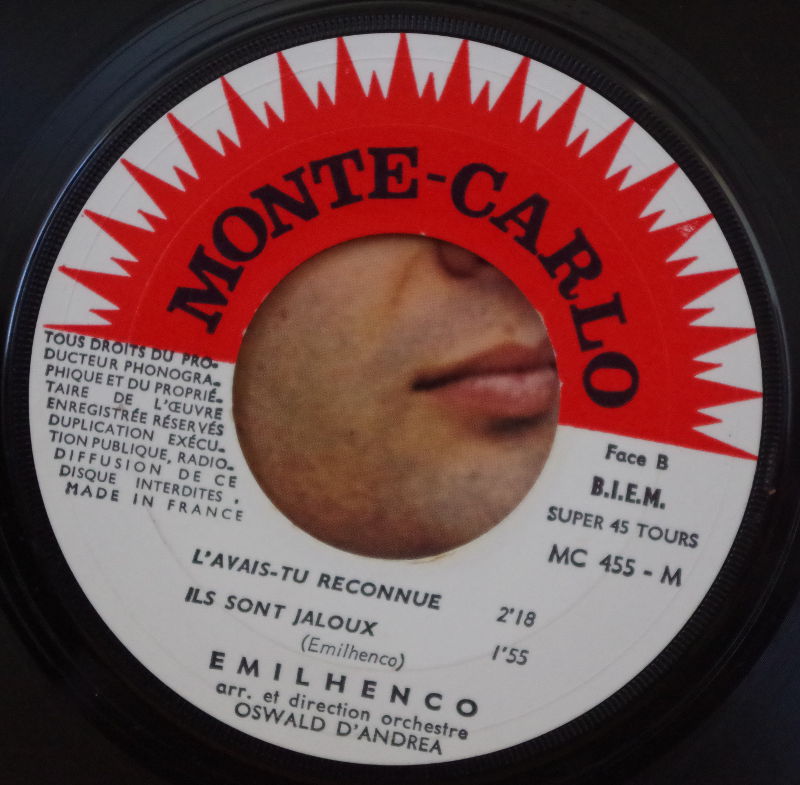 MONTE-CARLO
TOUS DROITS DU PRO-
DUCTEUR PHONOGRA-
PHIQUE ET DU PROPRIÉ-
TAIRE DE L'ŒUVRE
ENREGISTRÉE RÉSERVÉS
DUPLICATION EXÉCU-
TION PUBLIQUE, RADIO-
DIFFUSION DE CE
DISQUE INTERDITES,
MADE IN FRANCE
Face B
B.I.E.M.
SUPER 45 TOURS
MC 455 - M
L'AVAIS-TU RECONNUE 2'18
ILS SONT JALOUX 1'55
(Emilhenco)
EMILHENCO
arr. et direction orchestre
OSWALD D'ANDREA